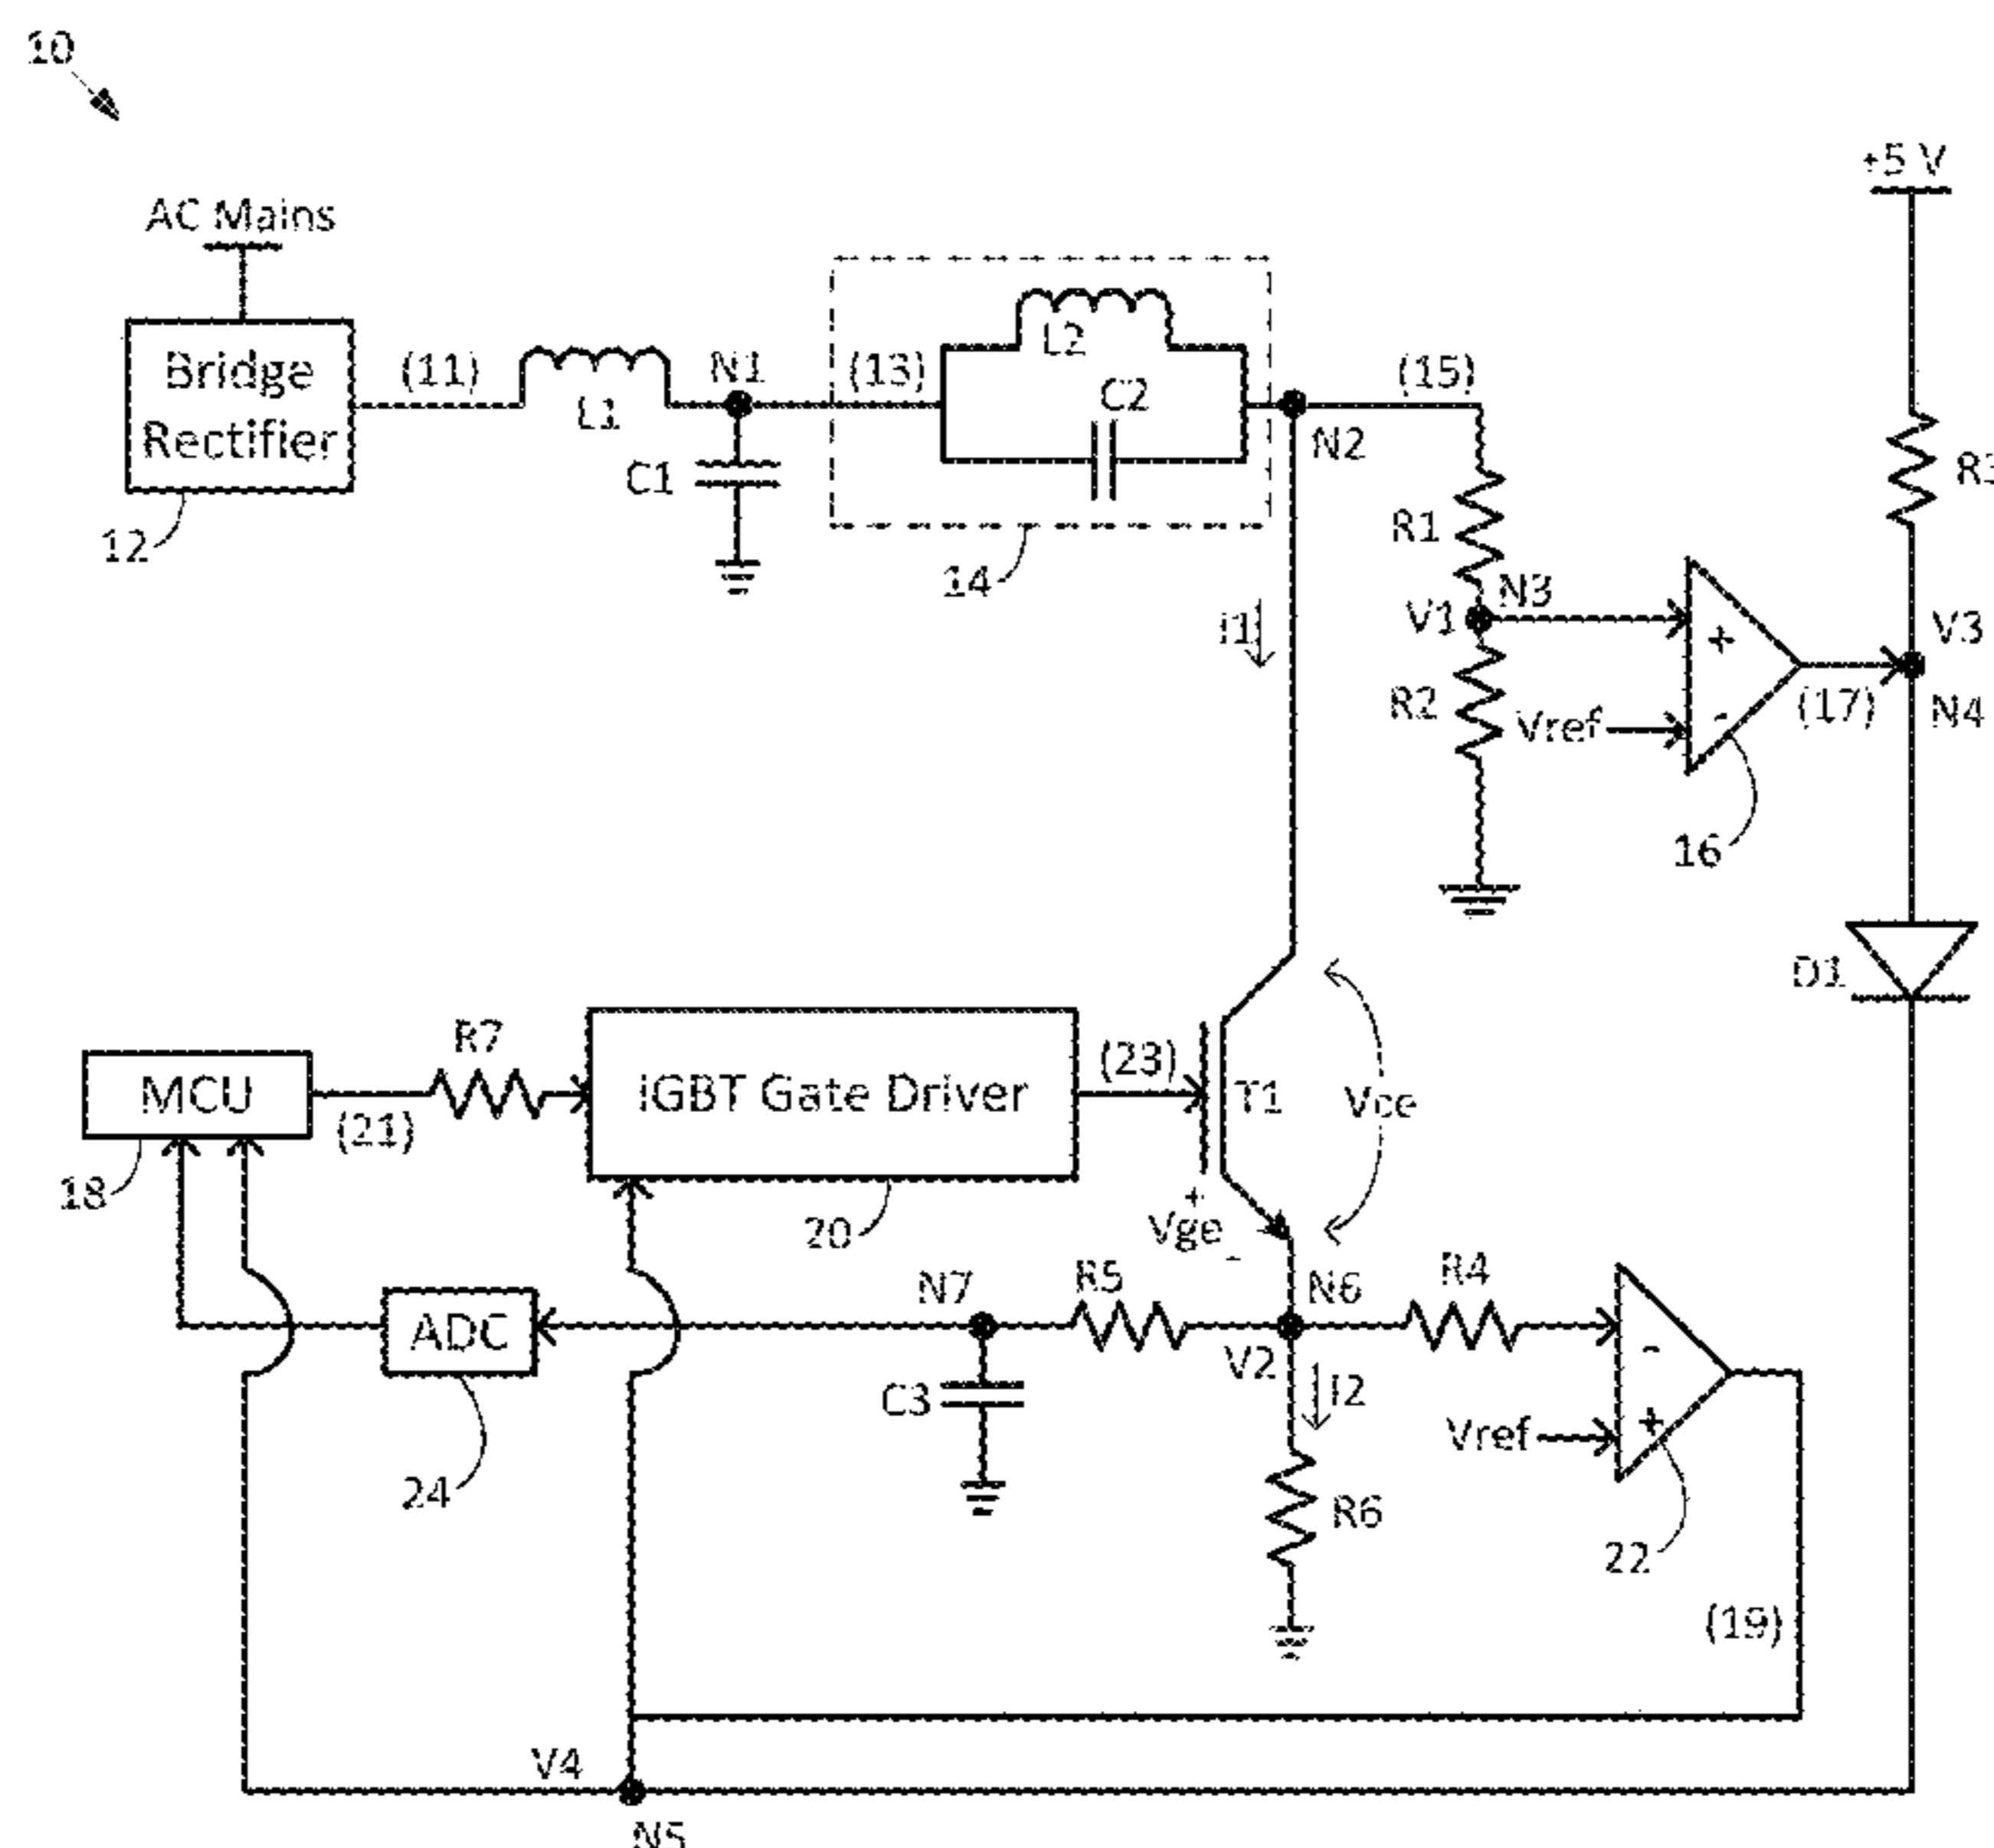 10
+5 V
AC Mains
Bridge
Rectifier
12
(11)
L1
N1
C1
(13)
L2
C2
14
N2
(15)
R1
N3
V1
R2
Vref
+
-
16
(17)
R3
V3
N4
I1
D1
MCU
18
(21)
R7
IGBT Gate Driver
20
(23)
T1
Vce
+
Vge
-
ADC
24
N7
C3
R5
N6
V2
I2
R6
R4
-
Vref
+
22
(19)
V4
N5